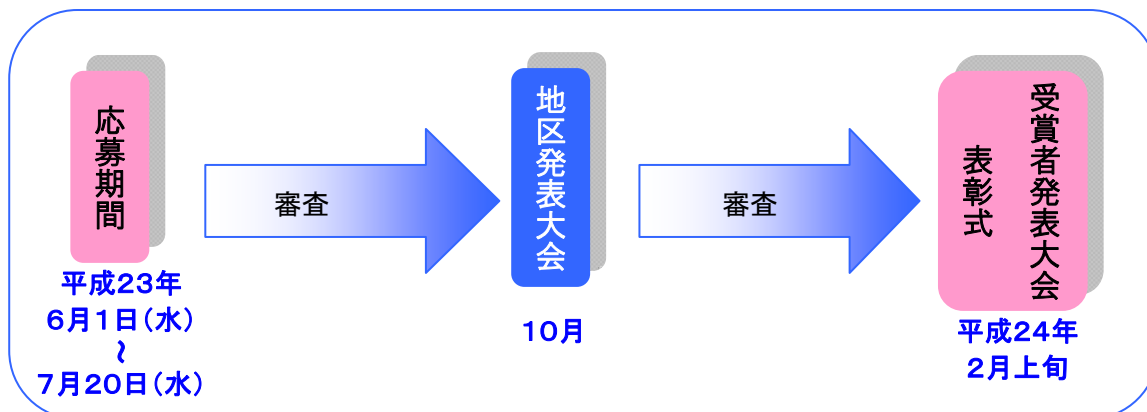 応募期間
平成23年
6月1日(水)
~
7月20日(水)
審査
地区発表大会
10月
審査
受賞者発表大会
表彰式
平成24年
2月上旬